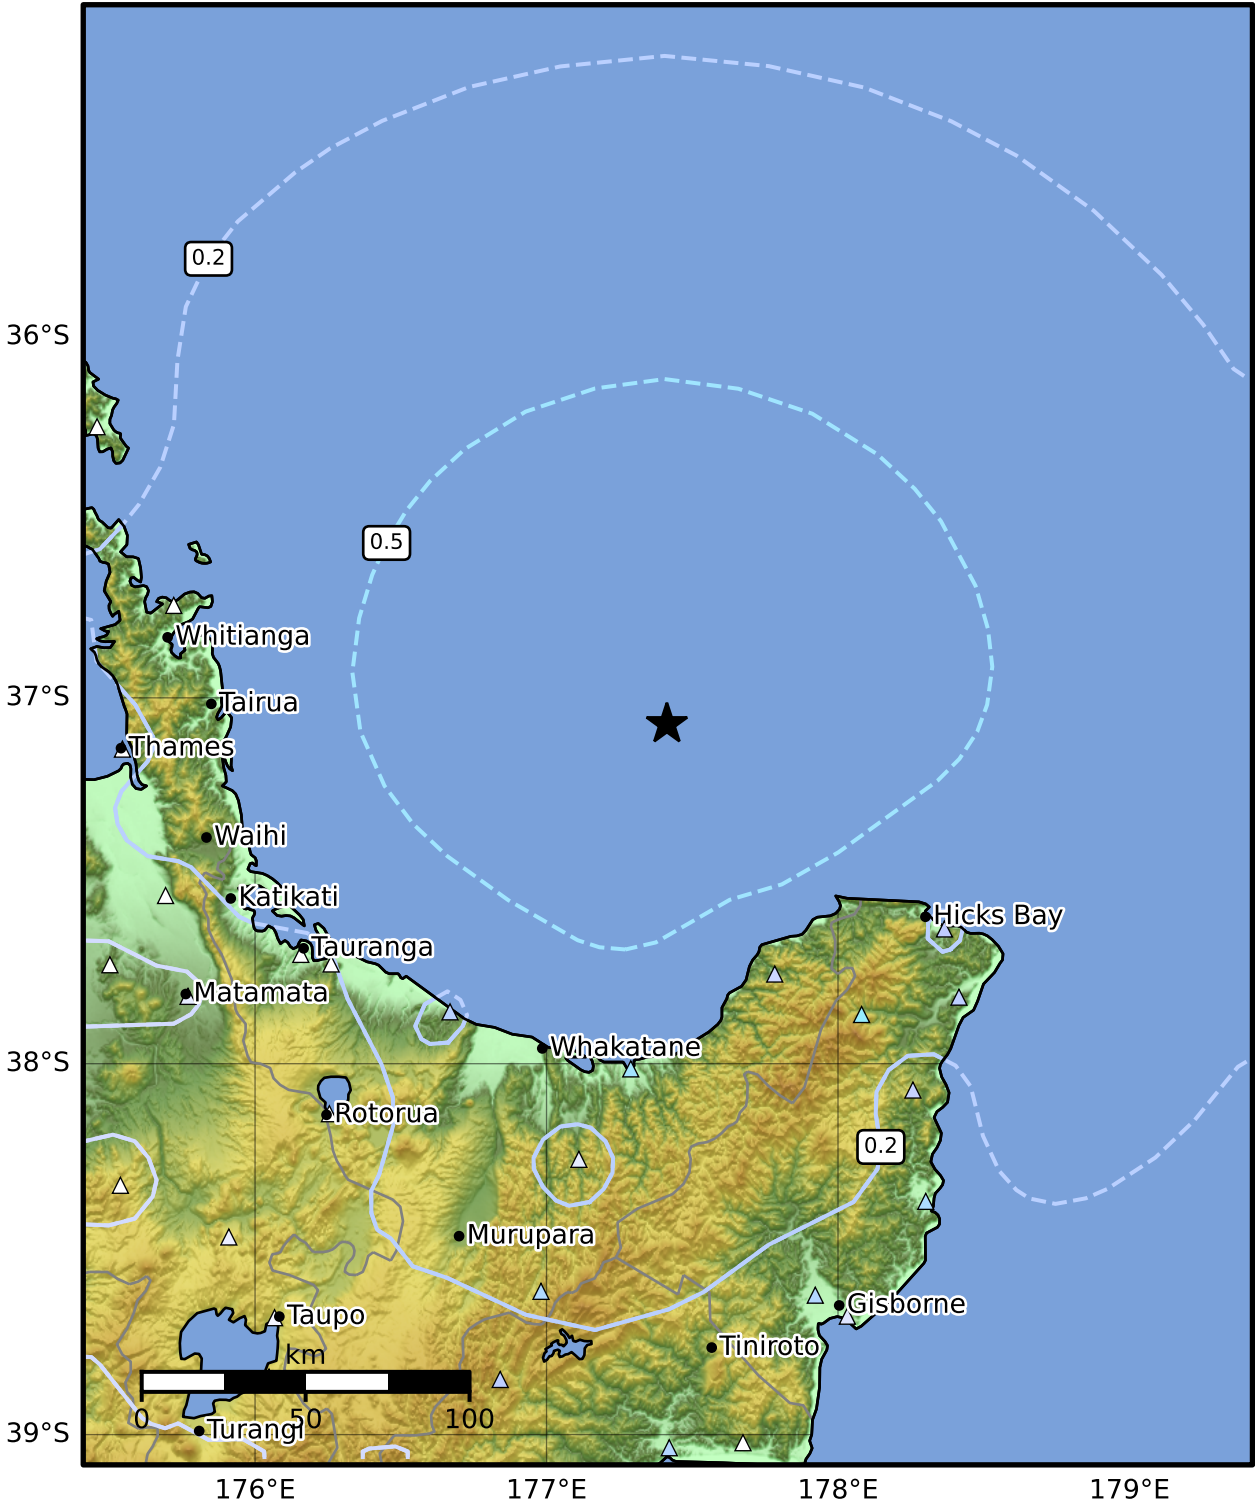 0.2
36°S
0.5
Whitianga
37°S
Tairua
Thames
Waihi
Katikati
Hicks Bay
Tauranga
Matamata
Whakatane
38°S
Rotorua
0.2
Murupara
Gisborne
Taupo
Tiniroto
km
0 50 100
Turangi
39°S
176°E 177°E 178°E 179°E